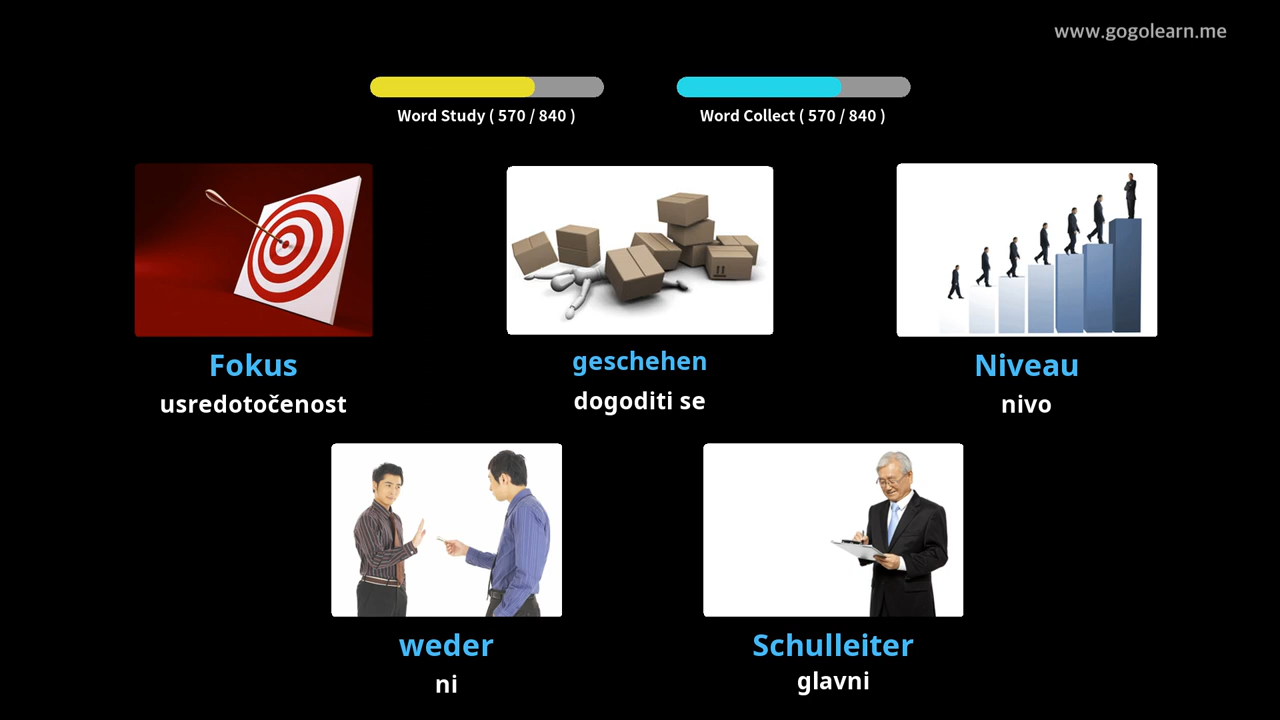 www.gogolearn.me
Word Study ( 570 / 840 )
Word Collect ( 570 / 840 )
Fokus
usredotočenost
geschehen
dogoditi se
Niveau
nivo
weder
ni
Schulleiter
glavni